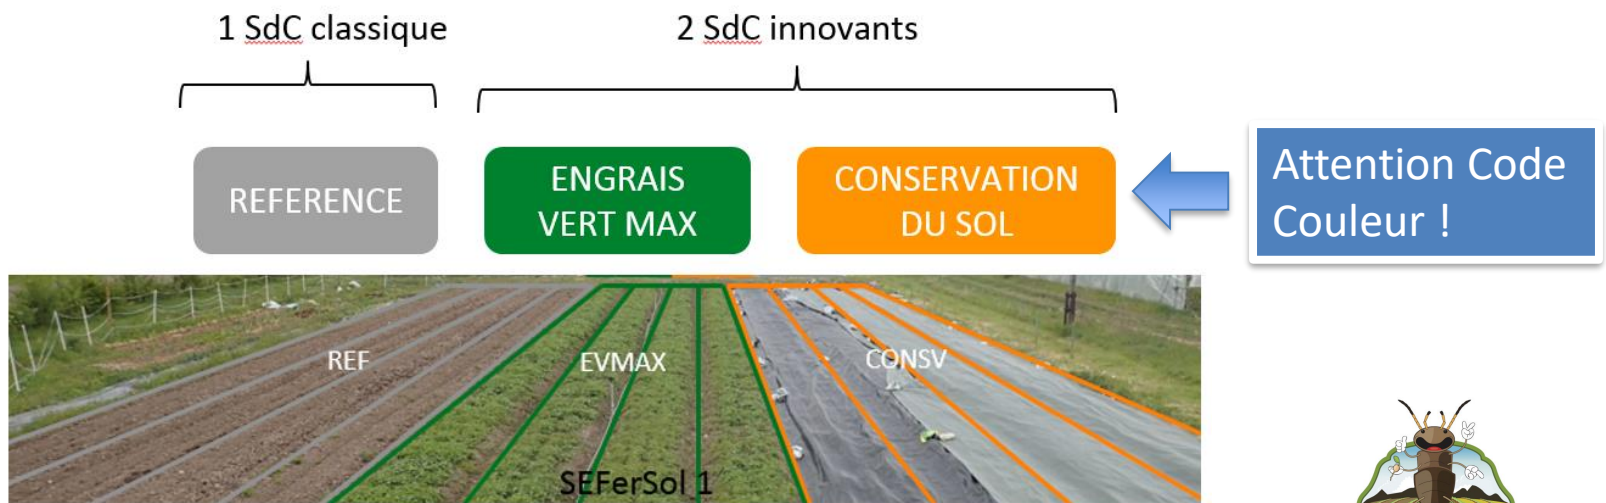 1 SdC classique
2 SdC innovants
REFERENCE
ENGRAIS
VERT MAX
CONSERVATION
DU SOL
Attention Code
Couleur !
REF
EVMAX
CONSV
SEFerSol 1